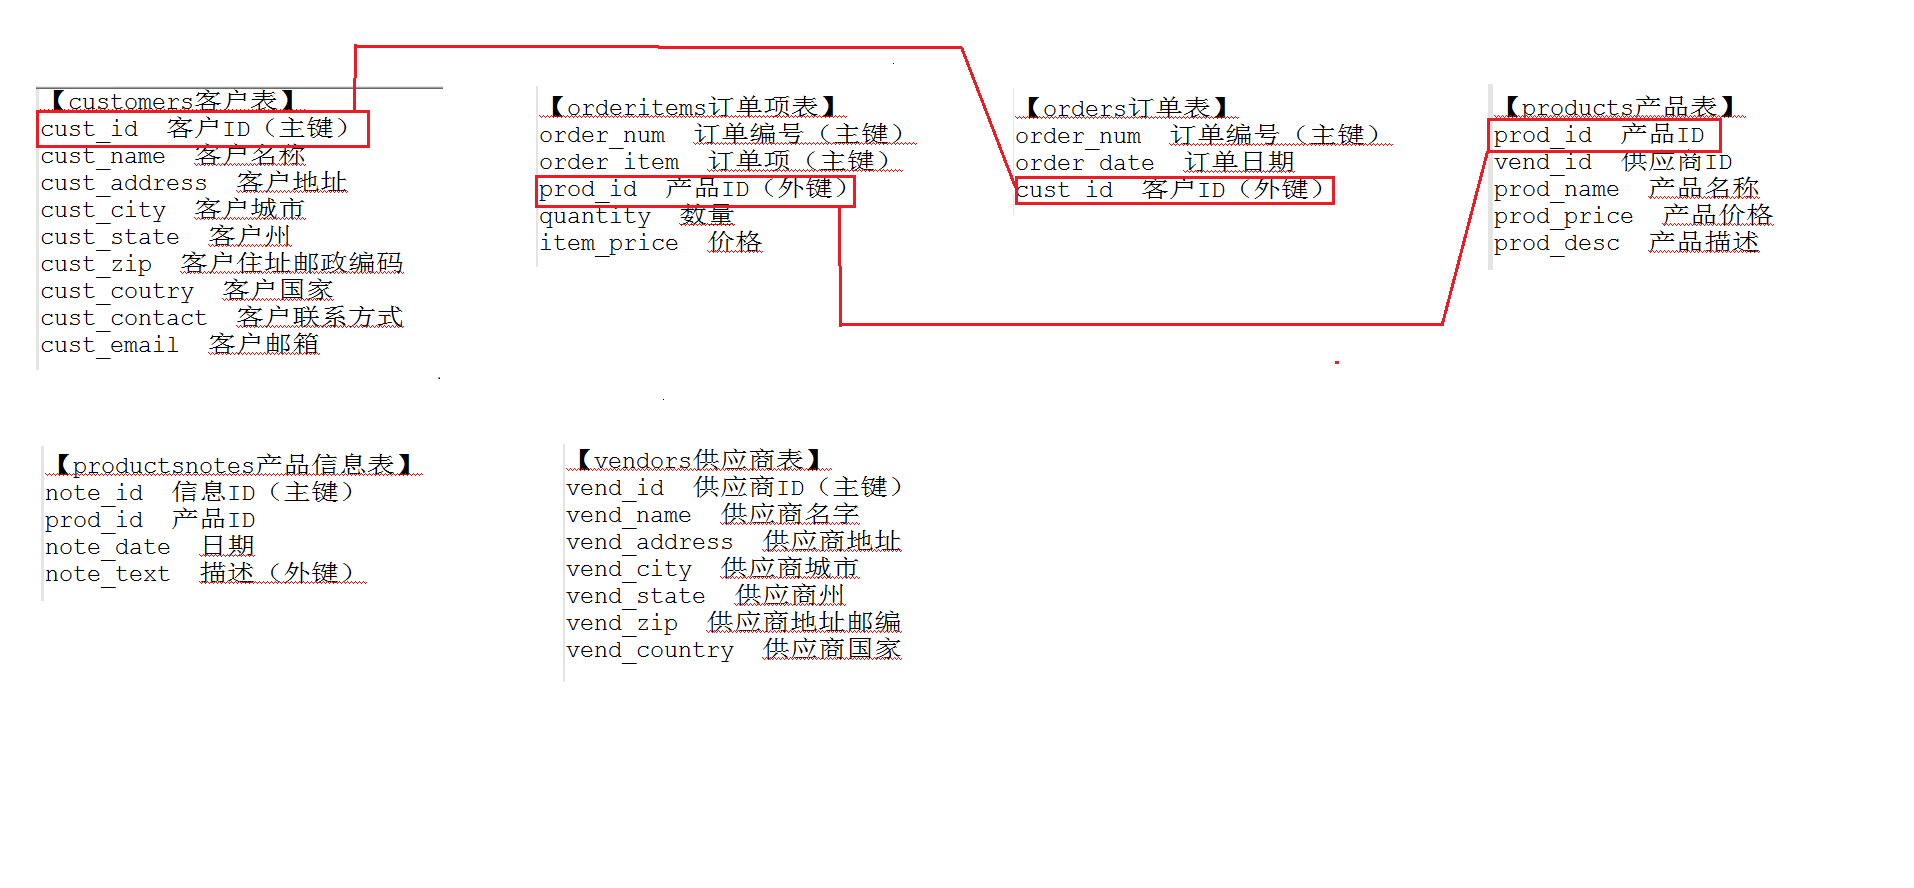 【customers客户表】
cust_id 客户ID（主键）
cust_name 客户名称
cust_address 客户地址
cust_city 客户城市
cust_state 客户州
cust_zip 客户住址邮政编码
cust_coutry 客户国家
cust_contact 客户联系方式
cust_email 客户邮箱
【orderitems订单项表】
order_num 订单编号（主键）
order_item 订单项（主键）
prod_id 产品ID（外键）
quantity 数量
item_price 价格
【orders订单表】
order_num 订单编号（主键）
order_date 订单日期
cust_id 客户ID（外键）
【products产品表】
prod_id 产品ID
vend_id 供应商ID
prod_name 产品名称
prod_price 产品价格
prod_desc 产品描述
【productsnotes产品信息表】
note_id 信息ID（主键）
prod_id 产品ID
note_date 日期
note_text 描述（外键）
【vendors供应商表】
vend_id 供应商ID（主键）
vend_name 供应商名字
vend_address 供应商地址
vend_city 供应商城市
vend_state 供应商州
vend_zip 供应商地址邮编
vend_country 供应商国家